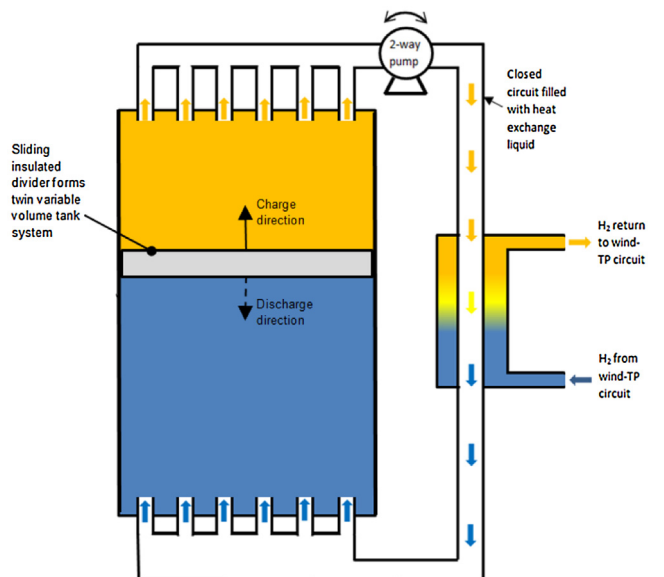 2-way
pump
Closed
circuit filled
with heat
exchange
liquid
Sliding
insulated
divider forms
twin variable
volume tank
system
Charge
direction
Discharge
direction
H₂ return
to wind-
TP circuit
H₂ from
wind-TP
circuit